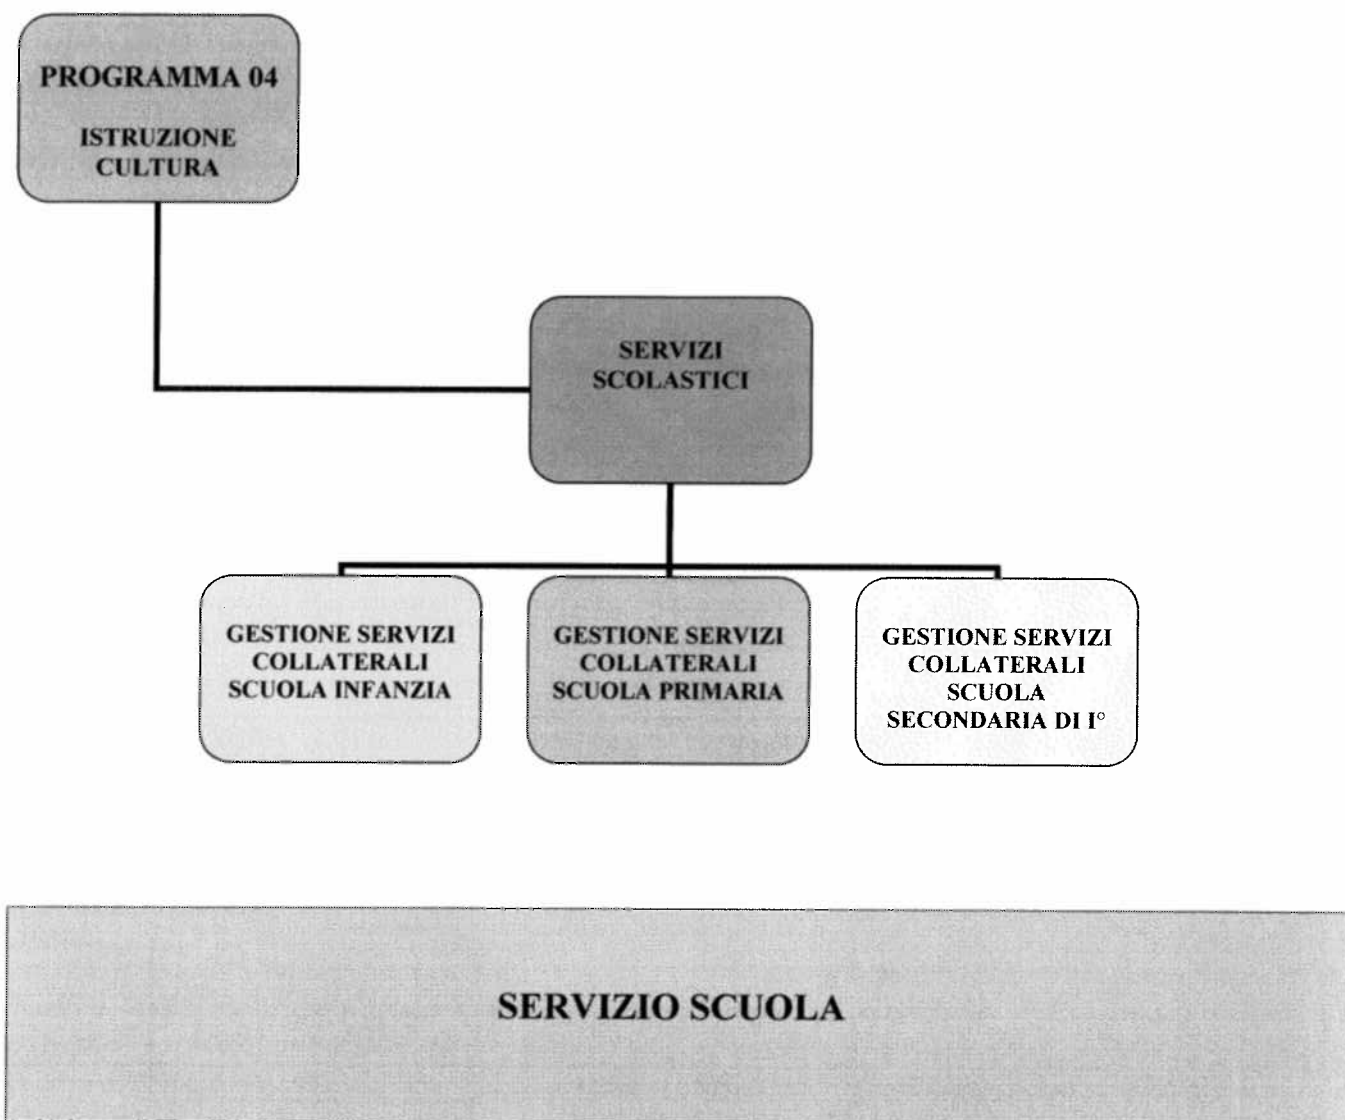 PROGRAMMA 04
ISTRUZIONE
CULTURA
SERVIZI
SCOLASTICI
GESTIONE SERVIZI
COLLATERALI
SCUOLA INFANZIA
GESTIONE SERVIZI
COLLATERALI
SCUOLA PRIMARIA
GESTIONE SERVIZI
COLLATERALI
SCUOLA
SECONDARIA DI I°
SERVIZIO SCUOLA